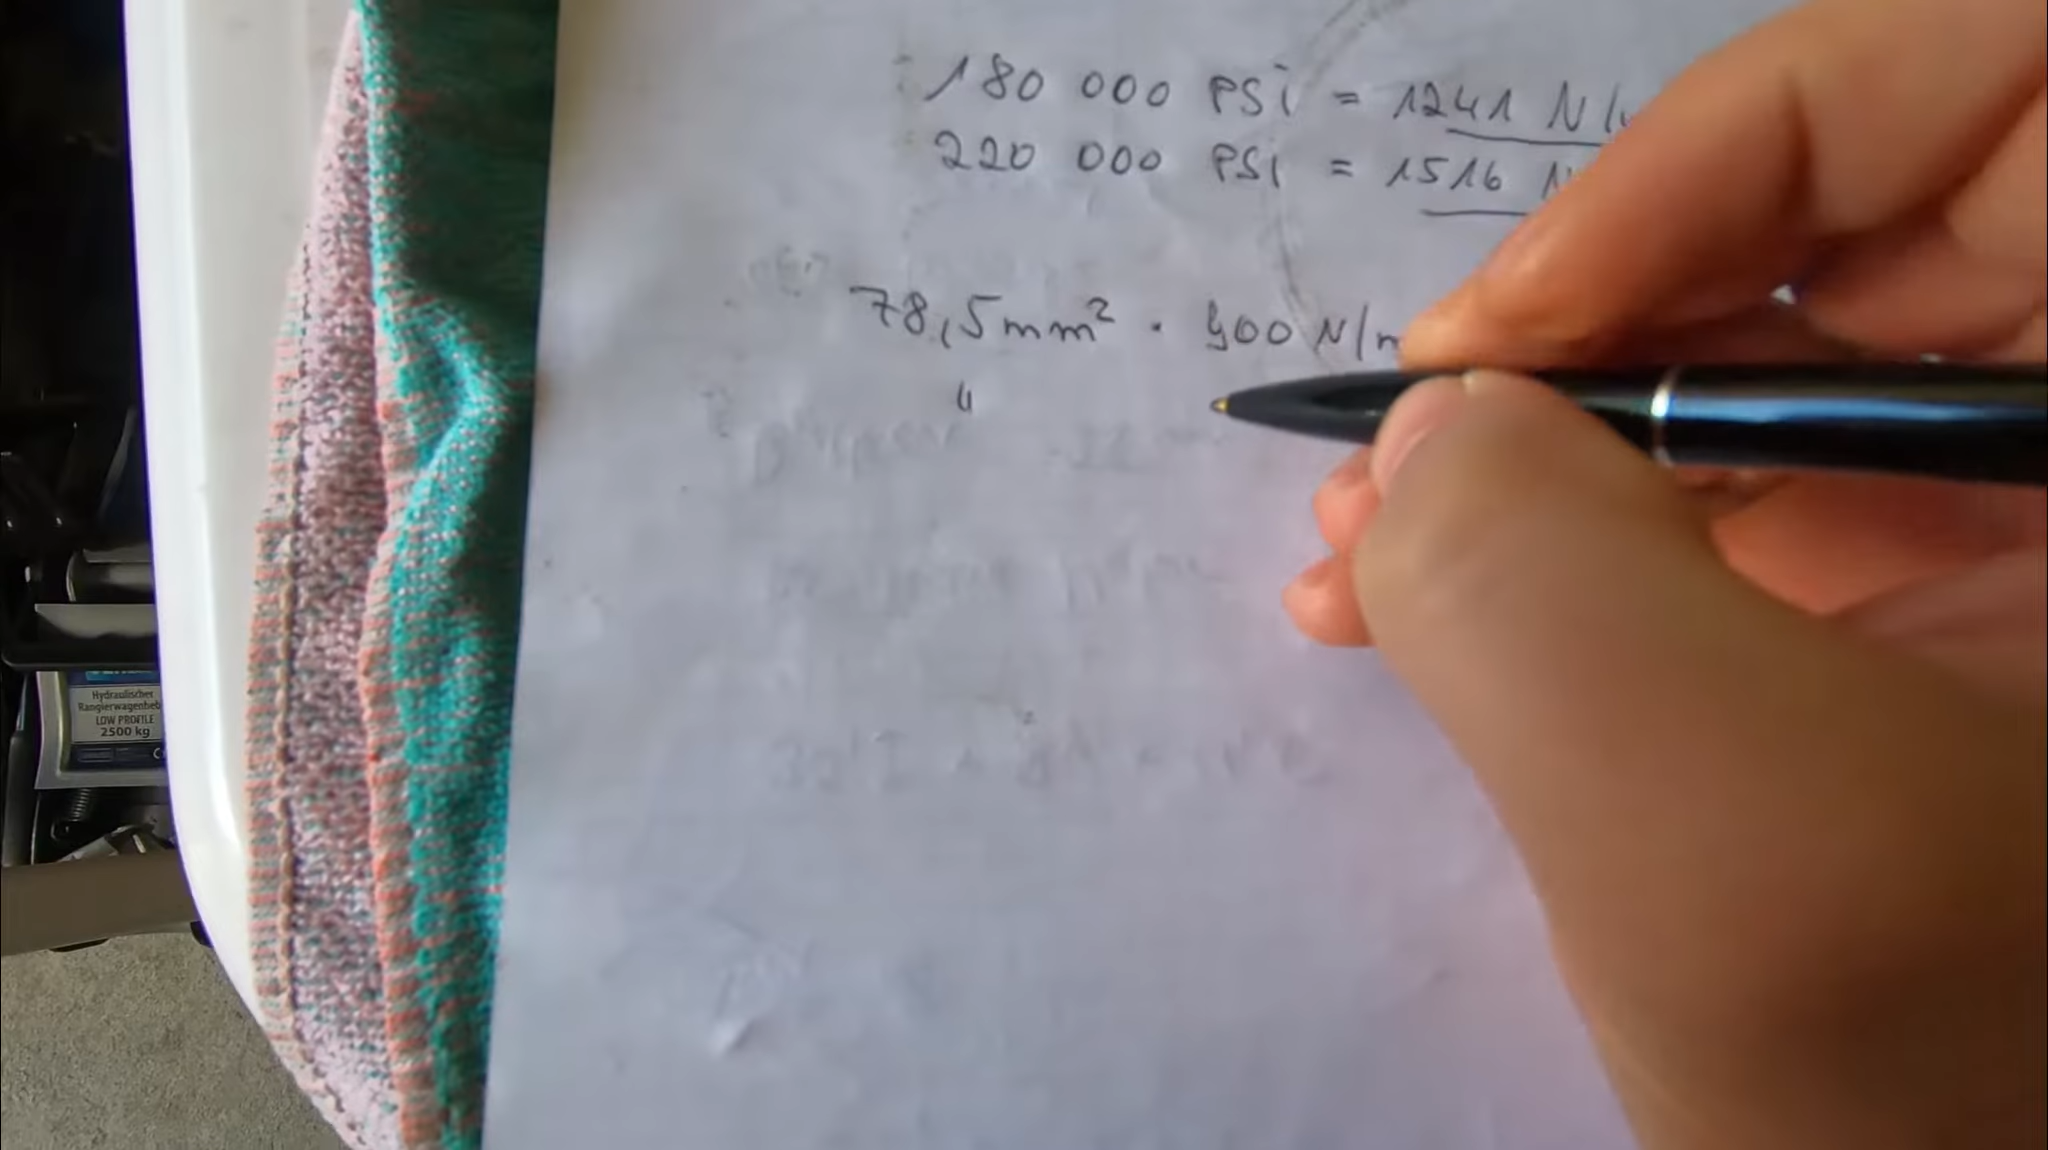 180 000 PSi = 1241 N/
220 000 PSi = 1516 N
78,5mm² · 900 N/m
Hydraulischer
Rangierwagenheb
LOW PROFILE
2500 kg